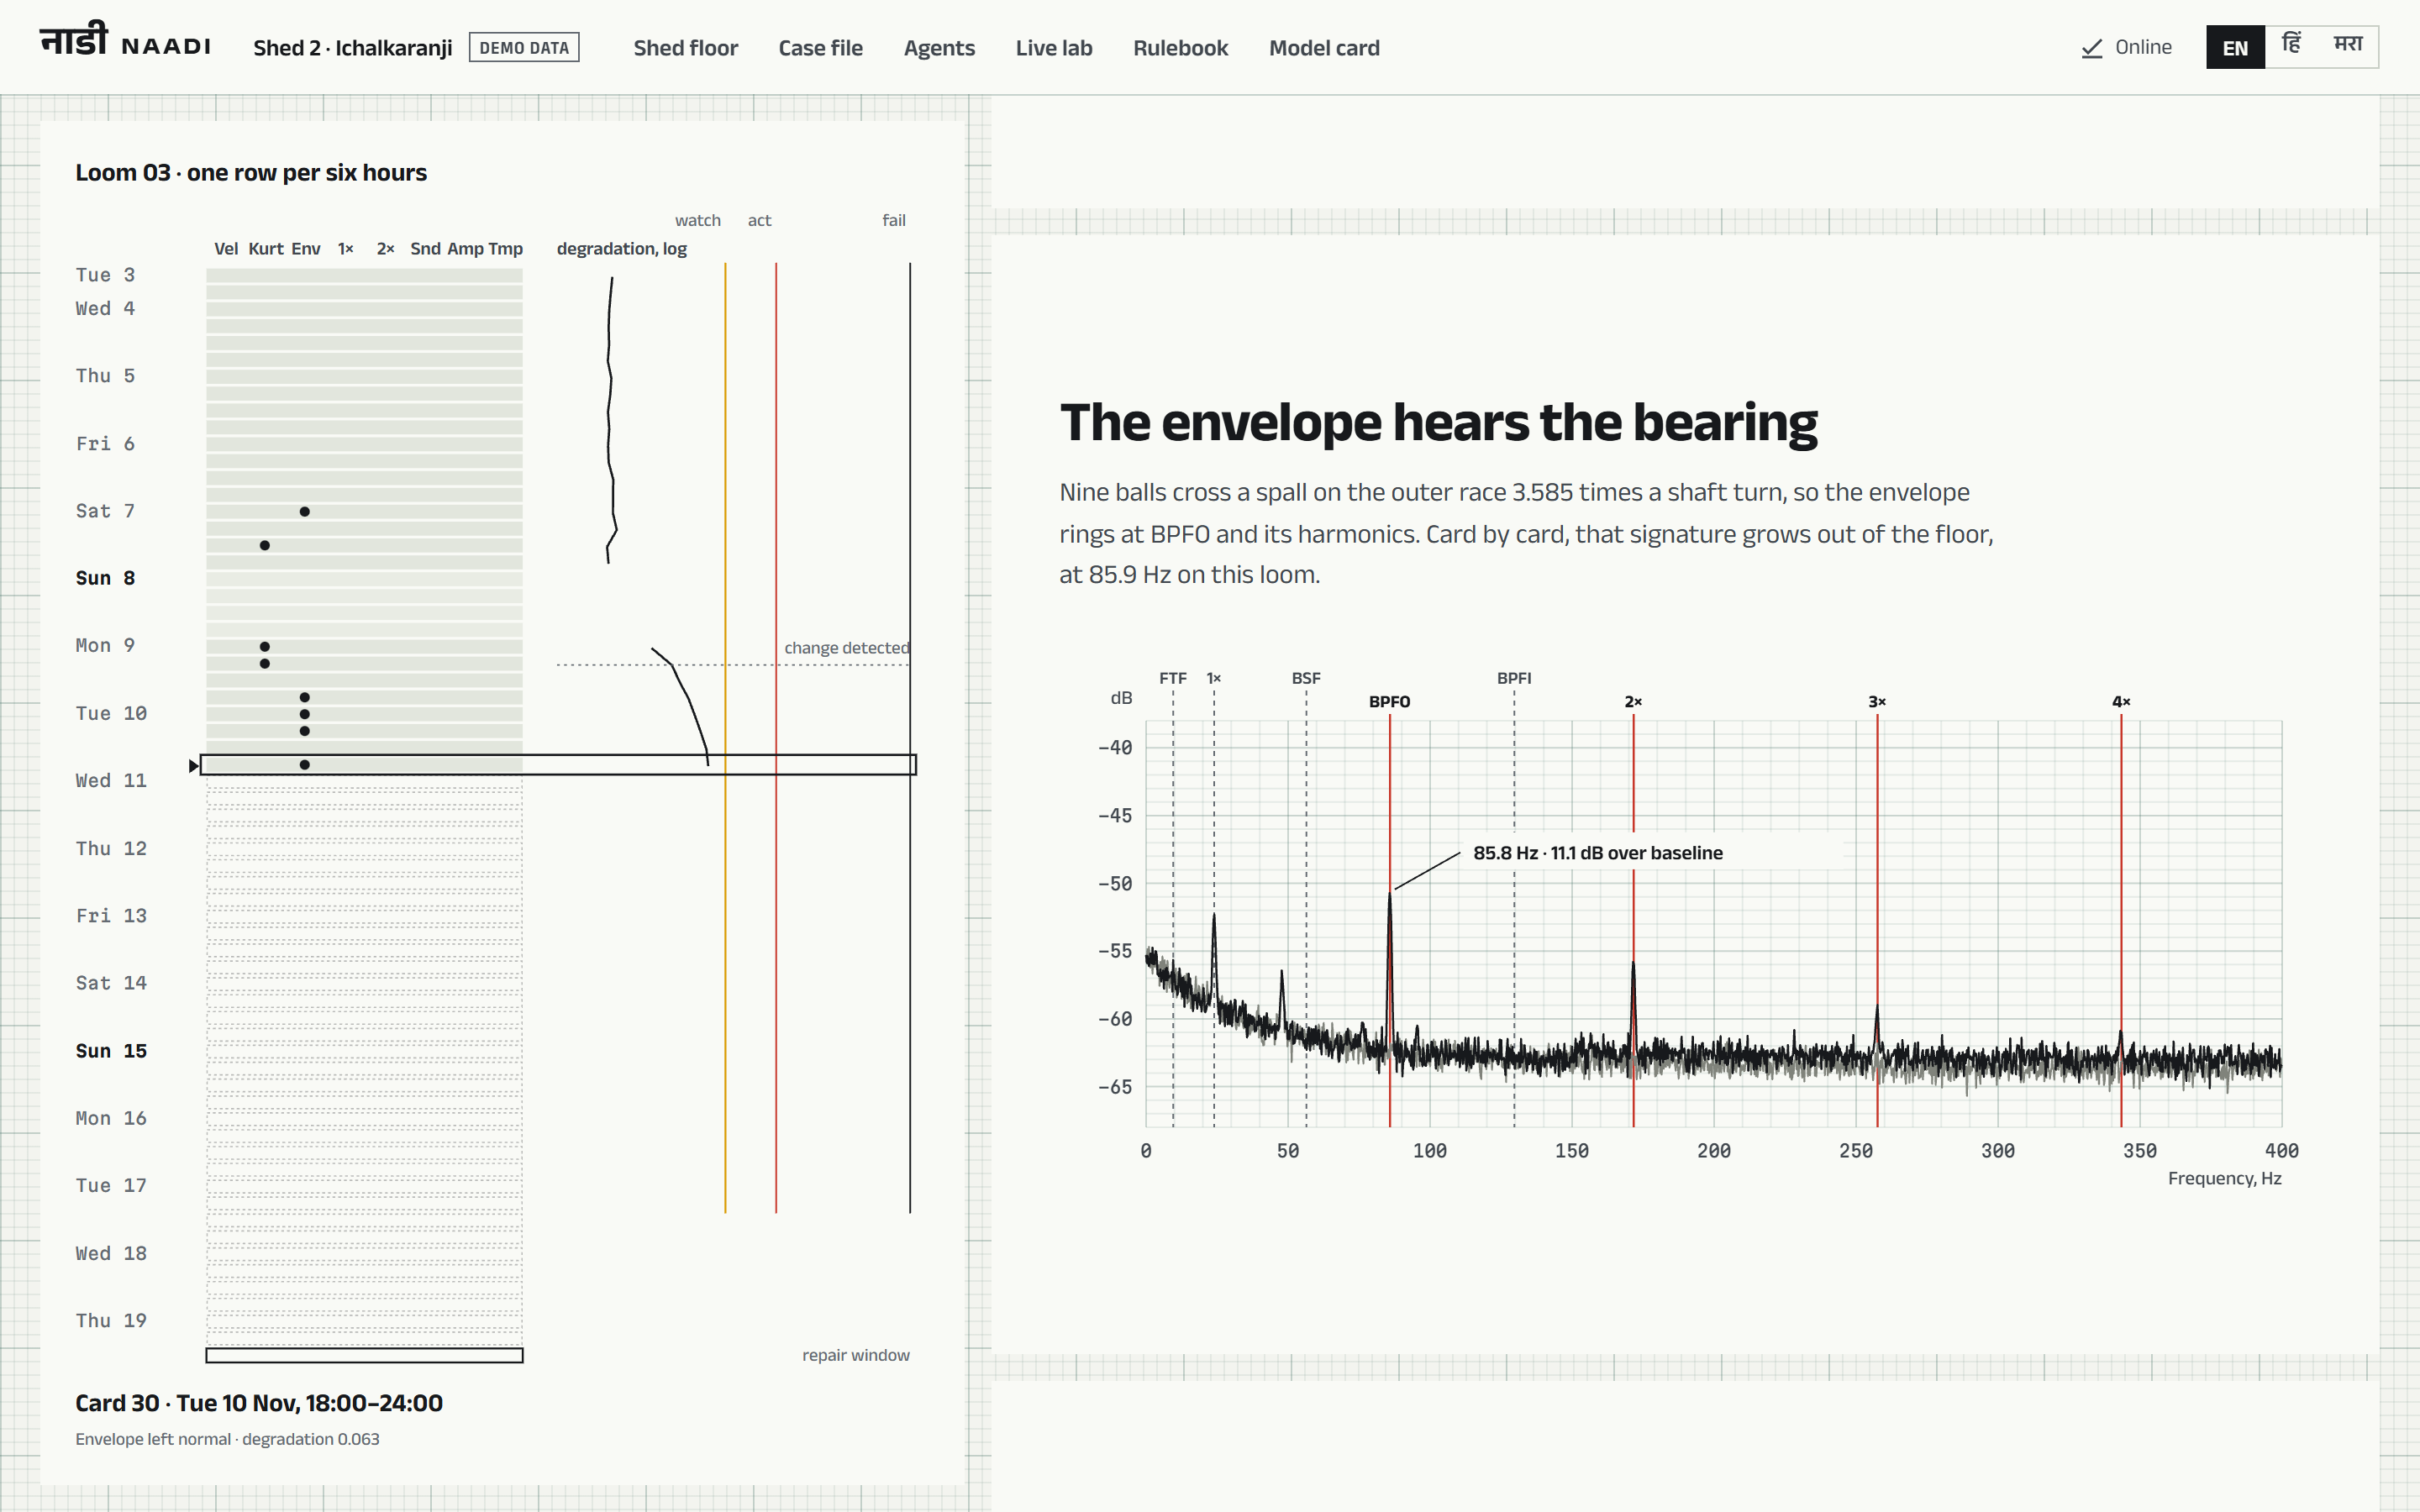 नाडी NAADI
Shed 2 · Ichalkaranji
DEMO DATA
Shed floor
Case file
Agents
Live lab
Rulebook
Model card
Online
EN
हिं
मरा
Loom 03 · one row per six hours
watch act fail
Vel Kurt Env 1× 2× Snd Amp Tmp degradation, log
Tue 3
Wed 4
Thu 5
Fri 6
Sat 7
Sun 8
Mon 9
change detected
Tue 10
Wed 11
Thu 12
Fri 13
Sat 14
Sun 15
Mon 16
Tue 17
Wed 18
Thu 19
repair window
Card 30 · Tue 10 Nov, 18:00–24:00
Envelope left normal · degradation 0.063
The envelope hears the bearing
Nine balls cross a spall on the outer race 3.585 times a shaft turn, so the envelope
rings at BPFO and its harmonics. Card by card, that signature grows out of the floor,
at 85.9 Hz on this loom.
FTF 1× BSF BPFI
dB BPFO 2× 3× 4×
−40
−45
85.8 Hz · 11.1 dB over baseline
−50
−55
−60
−65
0 50 100 150 200 250 300 350 400
Frequency, Hz